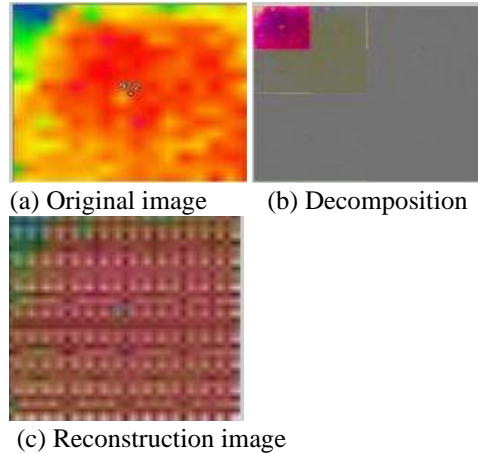 (a) Original image
(b) Decomposition
(c) Reconstruction image